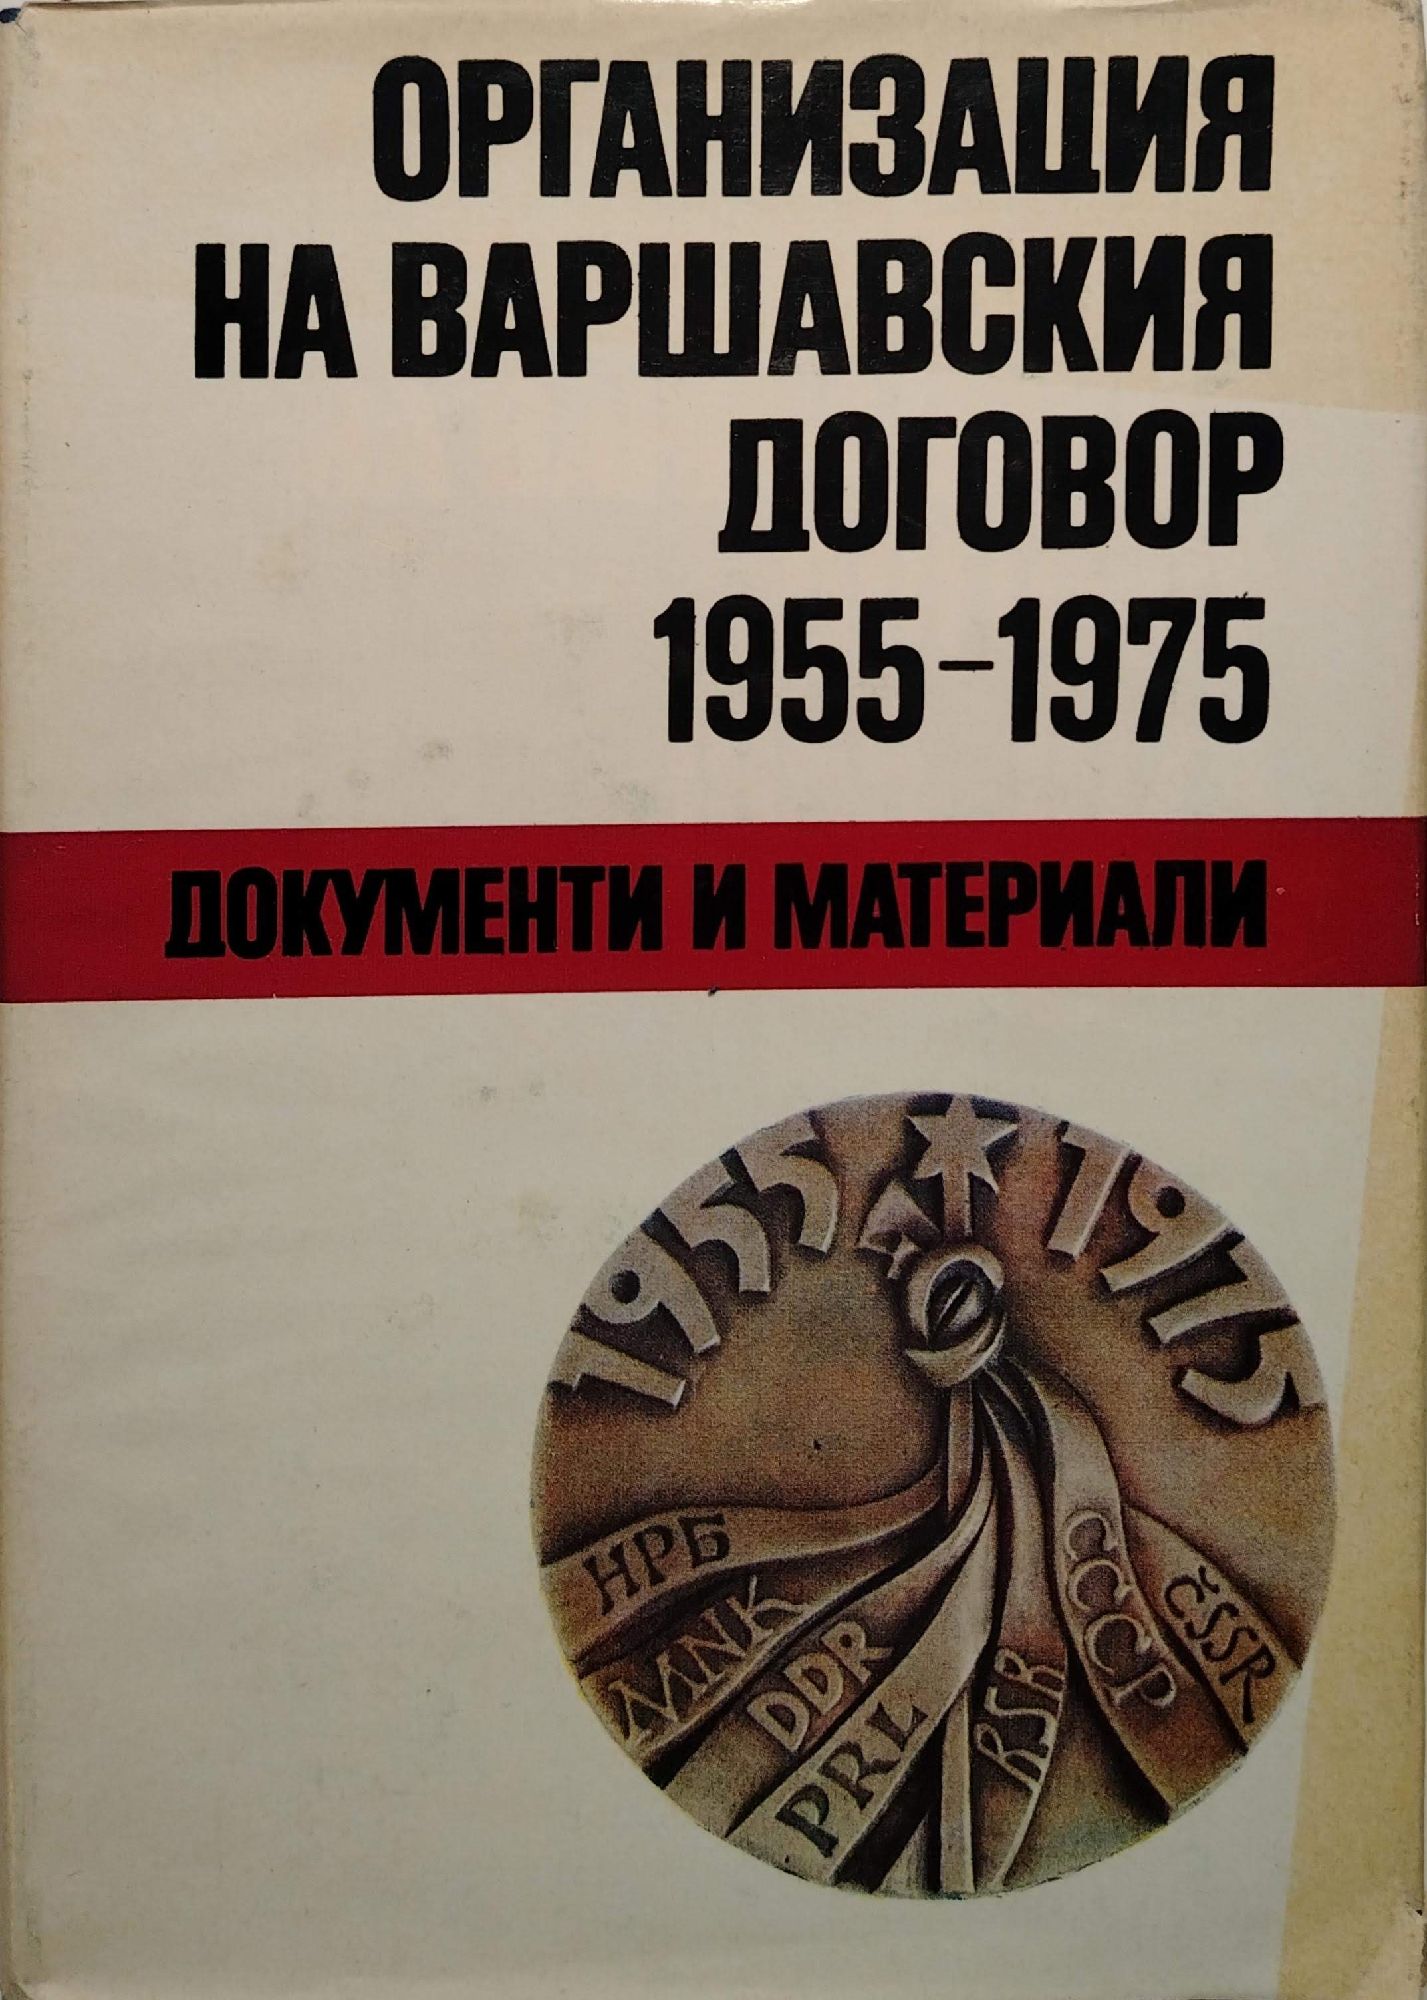 ОРГАНИЗАЦИЯ
НА ВАРШАВСКИЯ
ДОГОВОР
1955-1975
ДОКУМЕНТИ И МАТЕРИАЛИ
1955
1975
НРБ
MNK
DDR
PRL
RSR
СССР
ČSSR